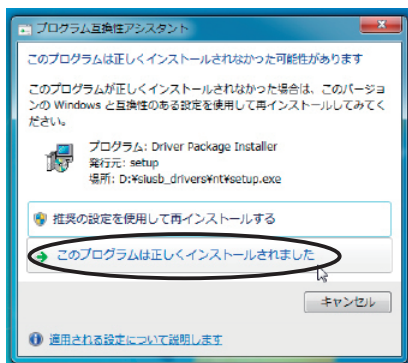 プログラム互換性アシスタント
このプログラムは正しくインストールされなかった可能性があります
このプログラムが正しくインストールされなかった場合は、このバージョ
ンの Windows と互換性のある設定を使用して再インストールしてみてく
ださい。
プログラム: Driver Package Installer
発行元: setup
場所: D:¥siusb_drivers¥nt¥setup.exe
推奨の設定を使用して再インストールする
このプログラムは正しくインストールされました
キャンセル
適用される設定について説明します